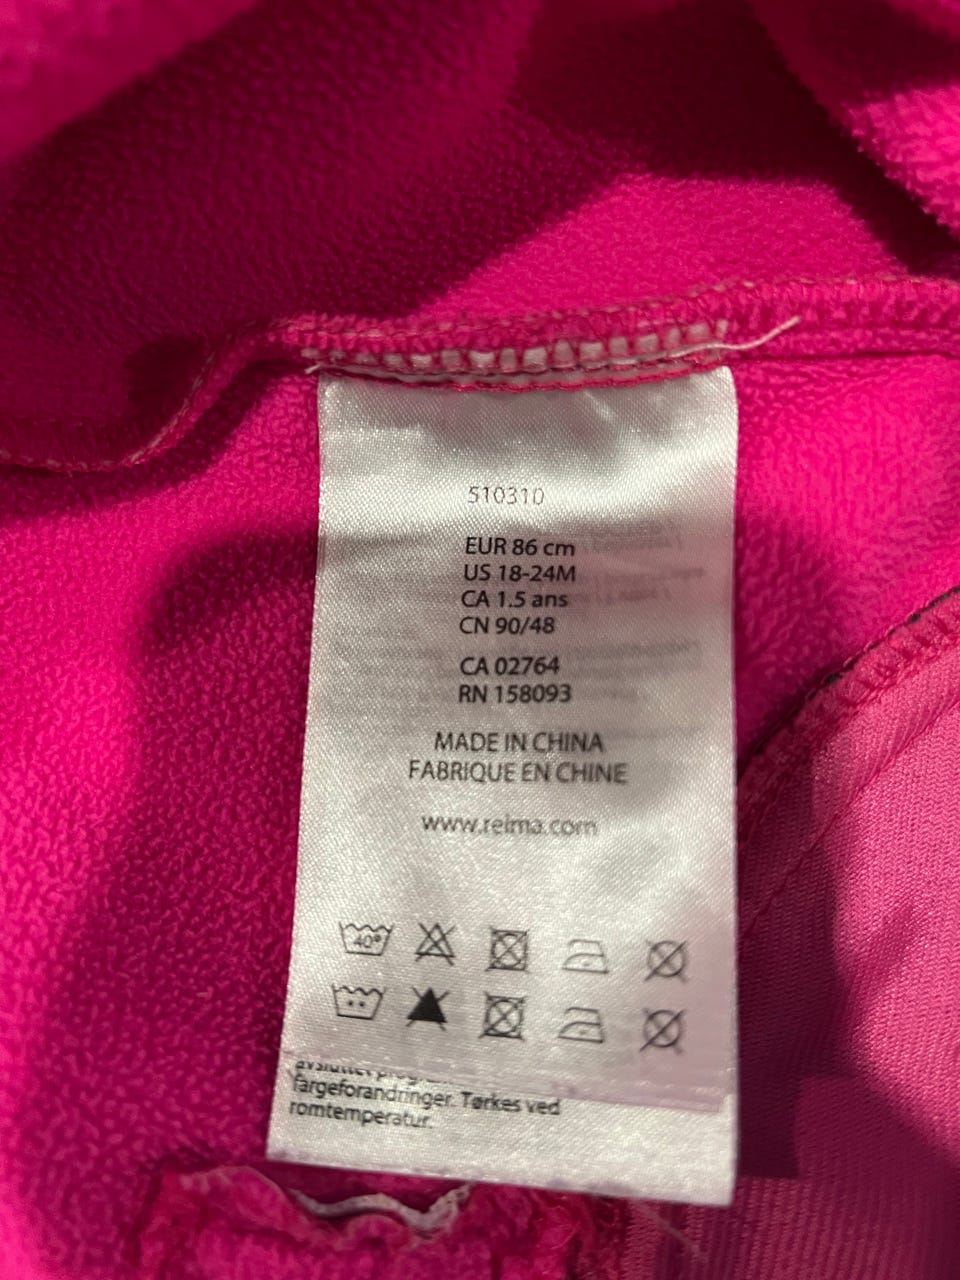 510310
EUR 86 cm
US 18-24M
CA 1.5 ans
CN 90/48
CA 02764
RN 158093
MADE IN CHINA
FABRIQUE EN CHINE
www.reima.com
40°
fargeforandringer. Tørkes ved
romtemperatur.